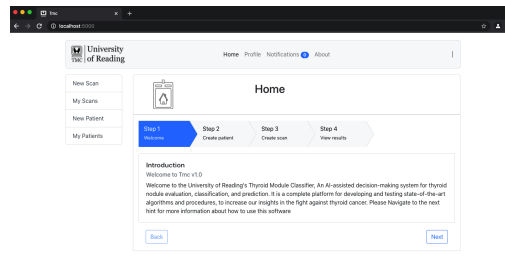 Tmc
localhost:5000
University
of Reading
TMC
Home Profile Notifications 0 About
New Scan
My Scans
New Patient
My Patients
Home
Step 1
Welcome
Step 2
Create patient
Step 3
Create scan
Step 4
View results
Introduction
Welcome to Tmc v1.0
Welcome to the University of Reading's Thyroid Module Classifier, An AI-assisted decision-making system for thyroid
nodule evaluation, classification, and prediction. It is a complete platform for developing and testing state-of-the-art
algorithms and procedures, to increase our insights in the fight against thyroid cancer. Please Navigate to the next
hint for more information about how to use this software
Back
Next